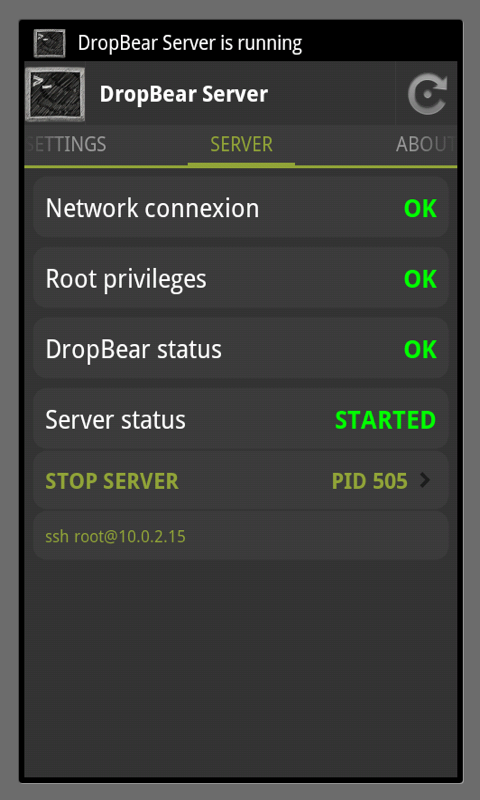 DropBear Server is running
>_
DropBear Server
SETTINGS SERVER ABOUT
Network connexion OK
Root privileges OK
DropBear status OK
Server status STARTED
STOP SERVER PID 505
ssh root@10.0.2.15